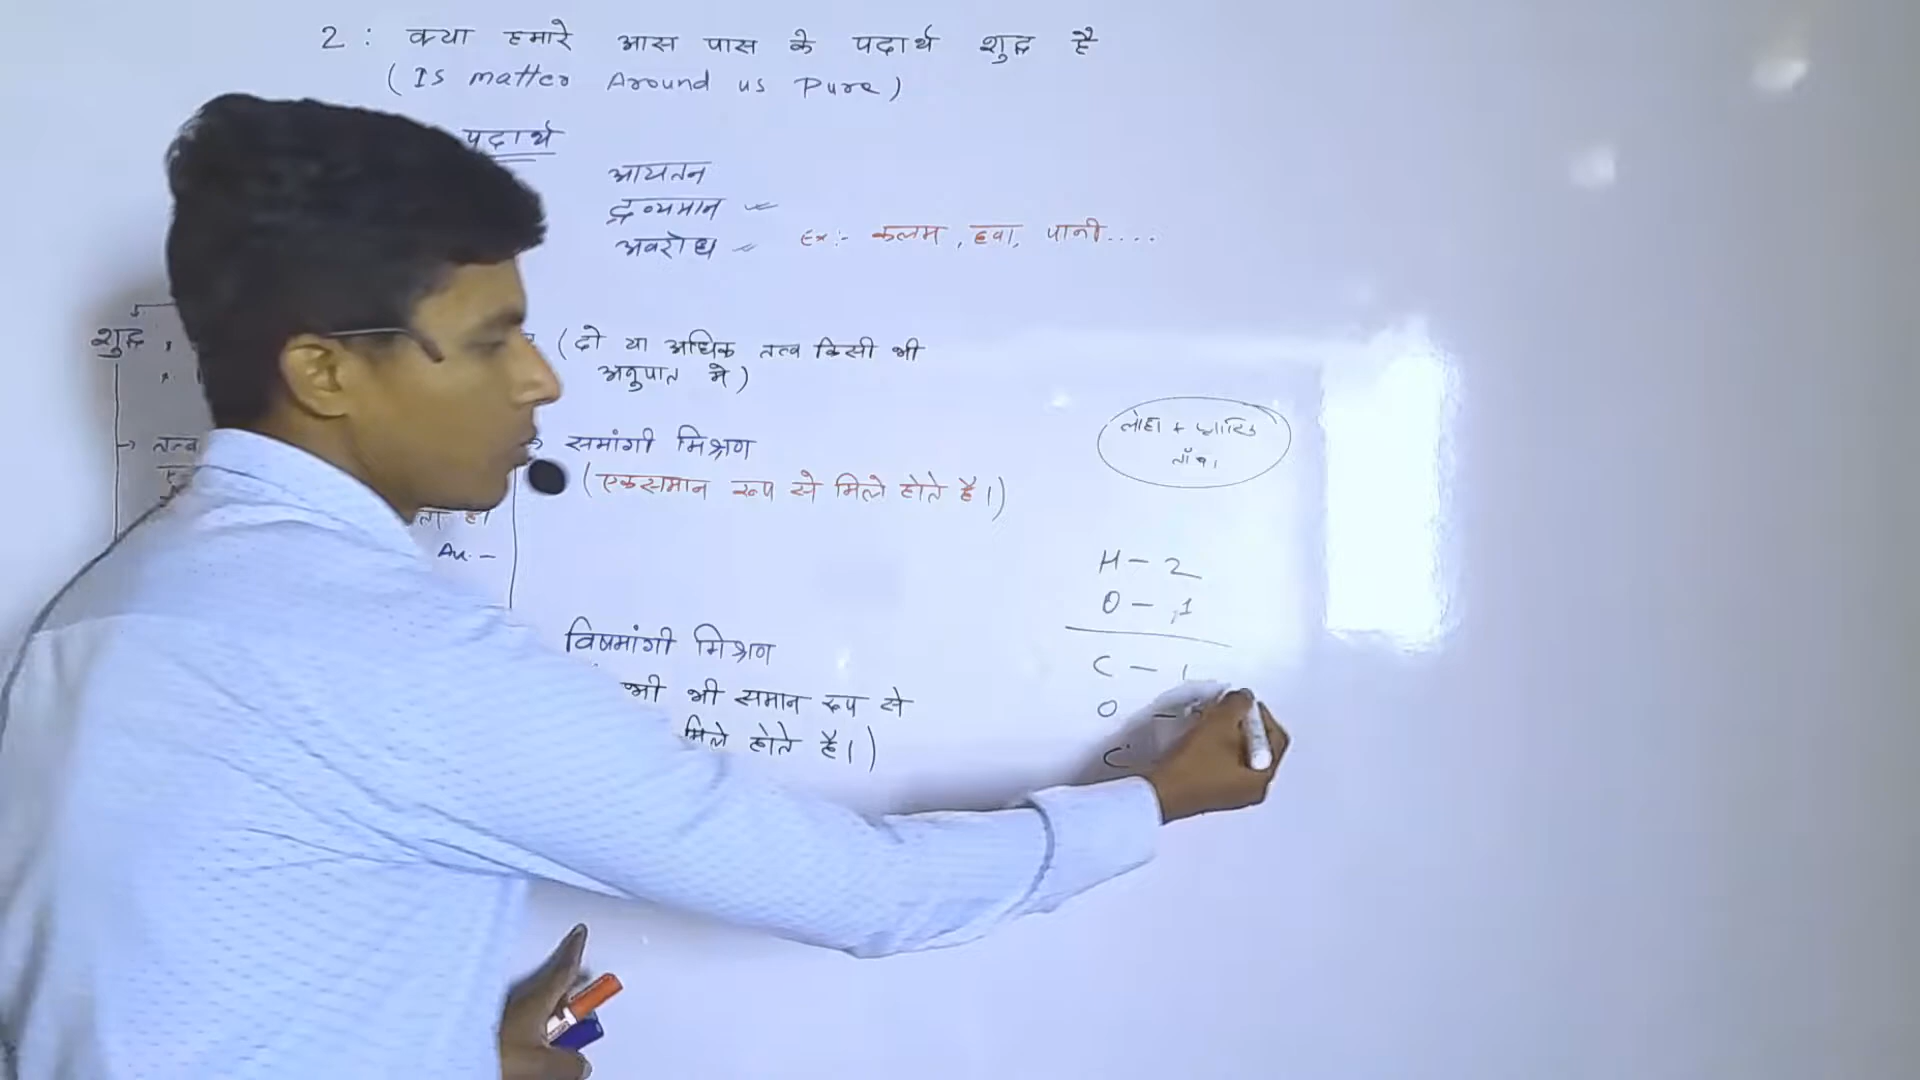 2 : क्या हमारे आस पास के पदार्थ शुद्ध है
(Is matter Around us Pure)
पदार्थ
आयतन
द्रव्यमान
अवरोध
Ex:- कलम, हवा, पानी....
शुद्ध
(दो या अधिक तत्व किसी भी
अनुपात मे)
तत्व
समांगी मिश्रण
(एकसमान रूप से मिले होते है।)
Au.-
विषमांगी मिश्रण
भी समान रूप से
मिले होते है।)
लोहा +
H - 2
O - 1
C - 1
O -
C